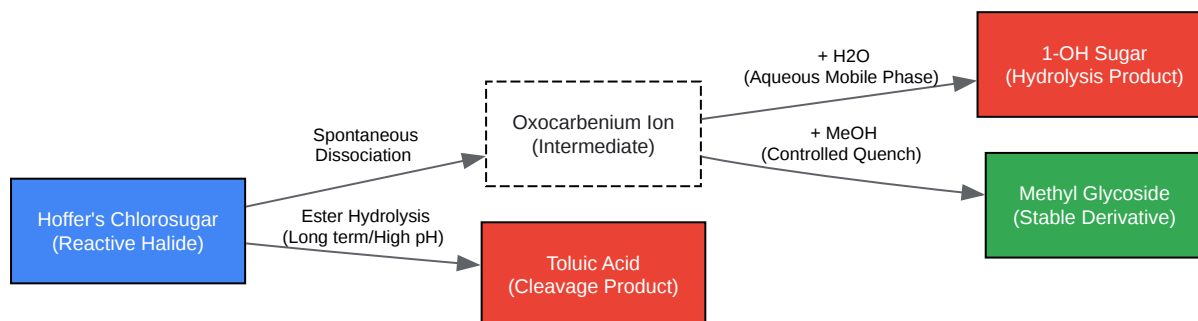 Hoffer's Chlorosugar
(Reactive Halide)
Spontaneous
Dissociation
Ester Hydrolysis
(Long term/High pH)
Oxocarbenium Ion
(Intermediate)
Toluic Acid
(Cleavage Product)
+ H2O
(Aqueous Mobile Phase)
+ MeOH
(Controlled Quench)
1-OH Sugar
(Hydrolysis Product)
Methyl Glycoside
(Stable Derivative)